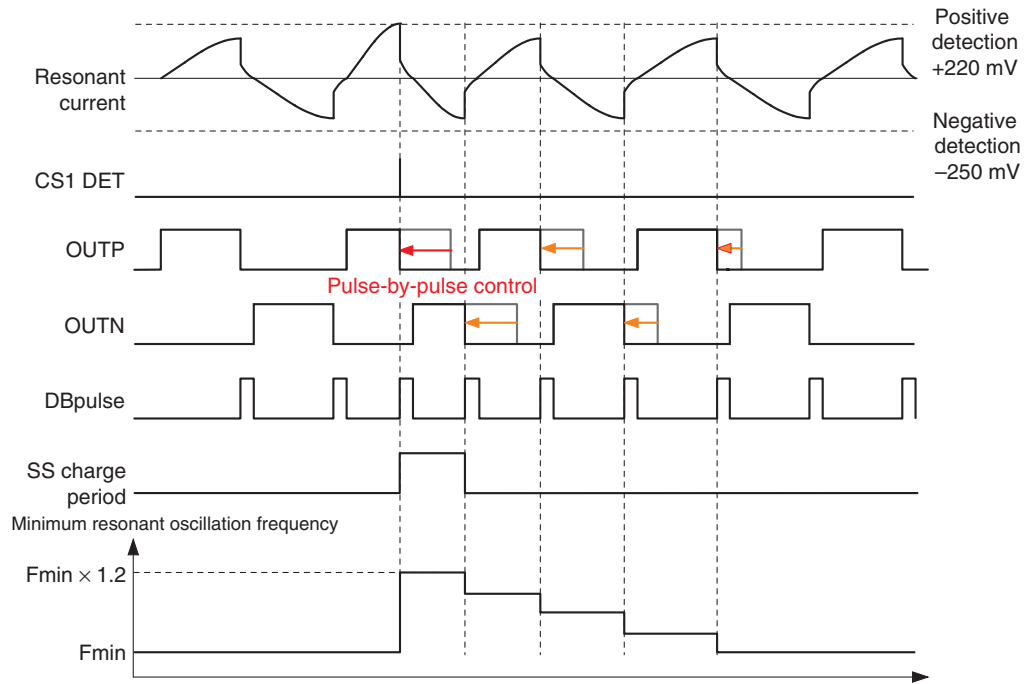 Positive
detection
+220 mV
Resonant
current
Negative
detection
–250 mV
CS1 DET
OUTP
Pulse-by-pulse control
OUTN
DBpulse
SS charge
period
Minimum resonant oscillation frequency
Fmin × 1.2
Fmin